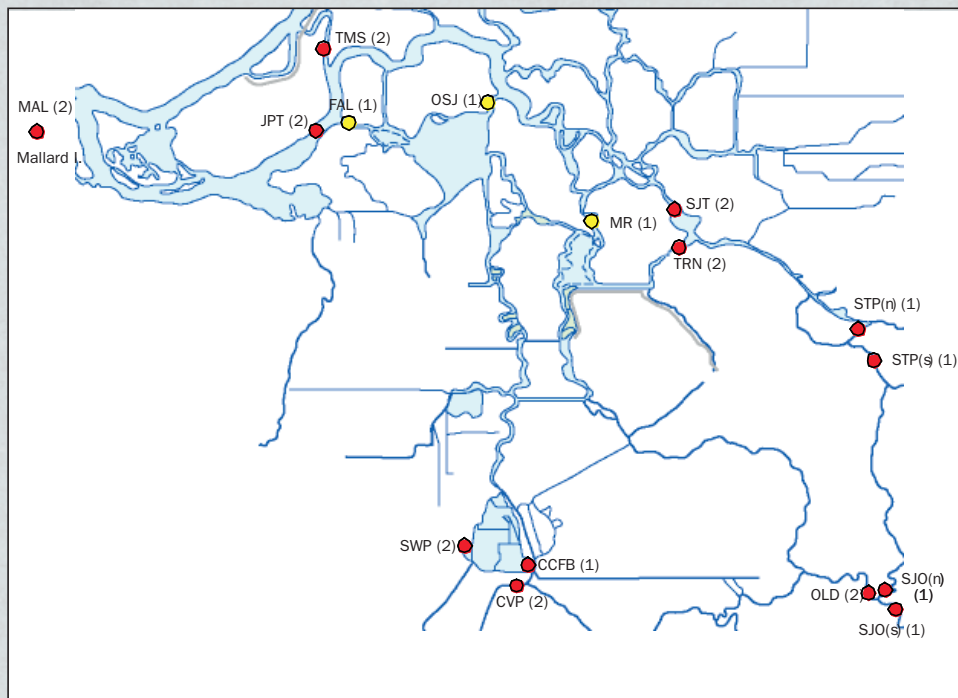 TMS (2)
MAL (2)
FAL (1)
OSJ (1)
JPT (2)
Mallard I.
SJT (2)
MR (1)
TRN (2)
STP(n) (1)
STP(s) (1)
SWP (2)
CCFB (1)
CVP (2)
OLD (2)
SJO(n)
(1)
SJO(s) (1)